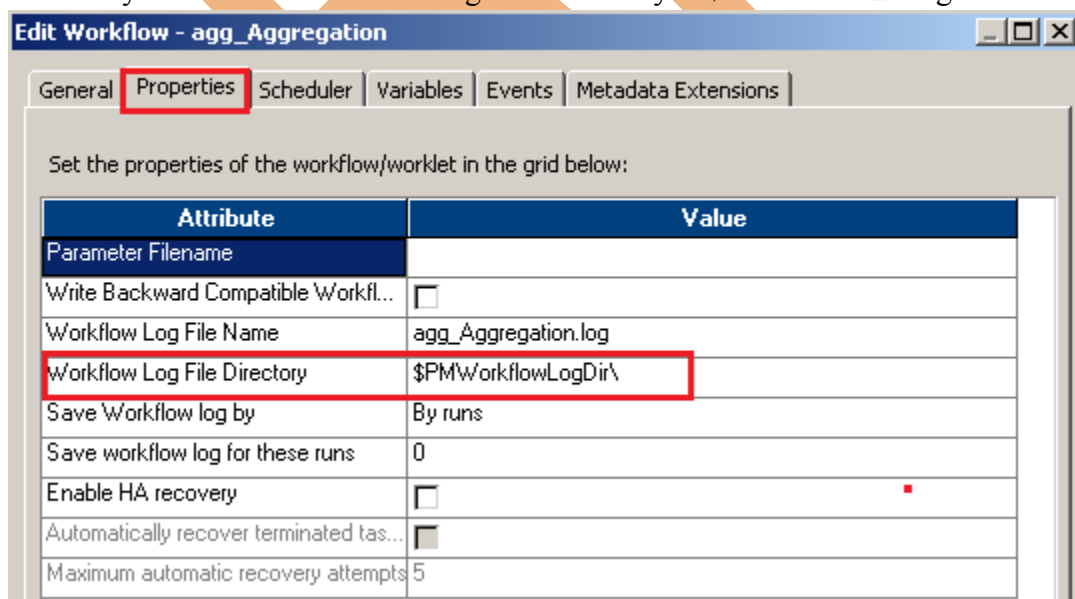 Edit Workflow - agg_Aggregation
General Properties Scheduler Variables Events Metadata Extensions
Set the properties of the workflow/worklet in the grid below:
Attribute Value
Parameter Filename
Write Backward Compatible Workfl...
Workflow Log File Name agg_Aggregation.log
Workflow Log File Directory $PMWorkflowLogDir\
Save Workflow log by By runs
Save workflow log for these runs 0
Enable HA recovery
Automatically recover terminated tas...
Maximum automatic recovery attempts 5